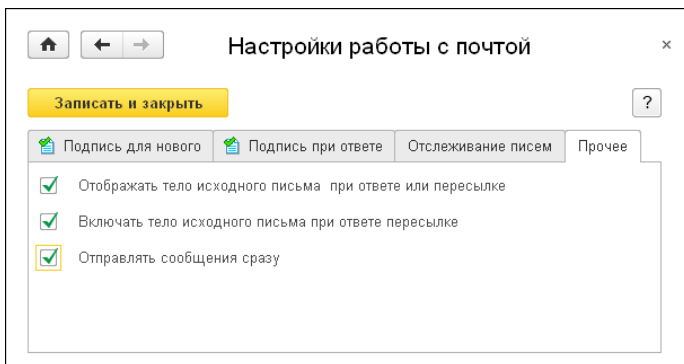 Настройки работы с почтой
×
Записать и закрыть
?
Подпись для нового
Подпись при ответе
Отслеживание писем
Прочее
Отображать тело исходного письма при ответе или пересылке
Включать тело исходного письма при ответе пересылке
Отправлять сообщения сразу